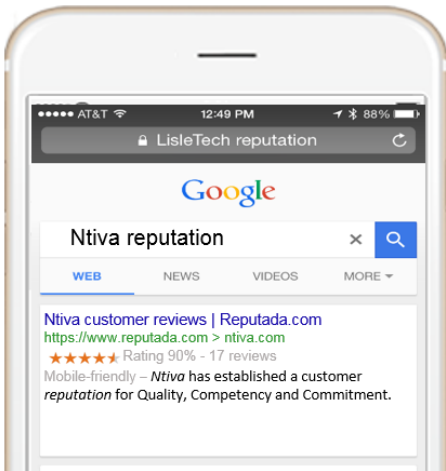 AT&T 12:49 PM 88%
LisleTech reputation
Google
Ntiva reputation ×
WEB NEWS VIDEOS MORE
Ntiva customer reviews | Reputada.com
https://www.reputada.com > ntiva.com
Rating 90% - 17 reviews
Mobile-friendly – Ntiva has established a customer
reputation for Quality, Competency and Commitment.